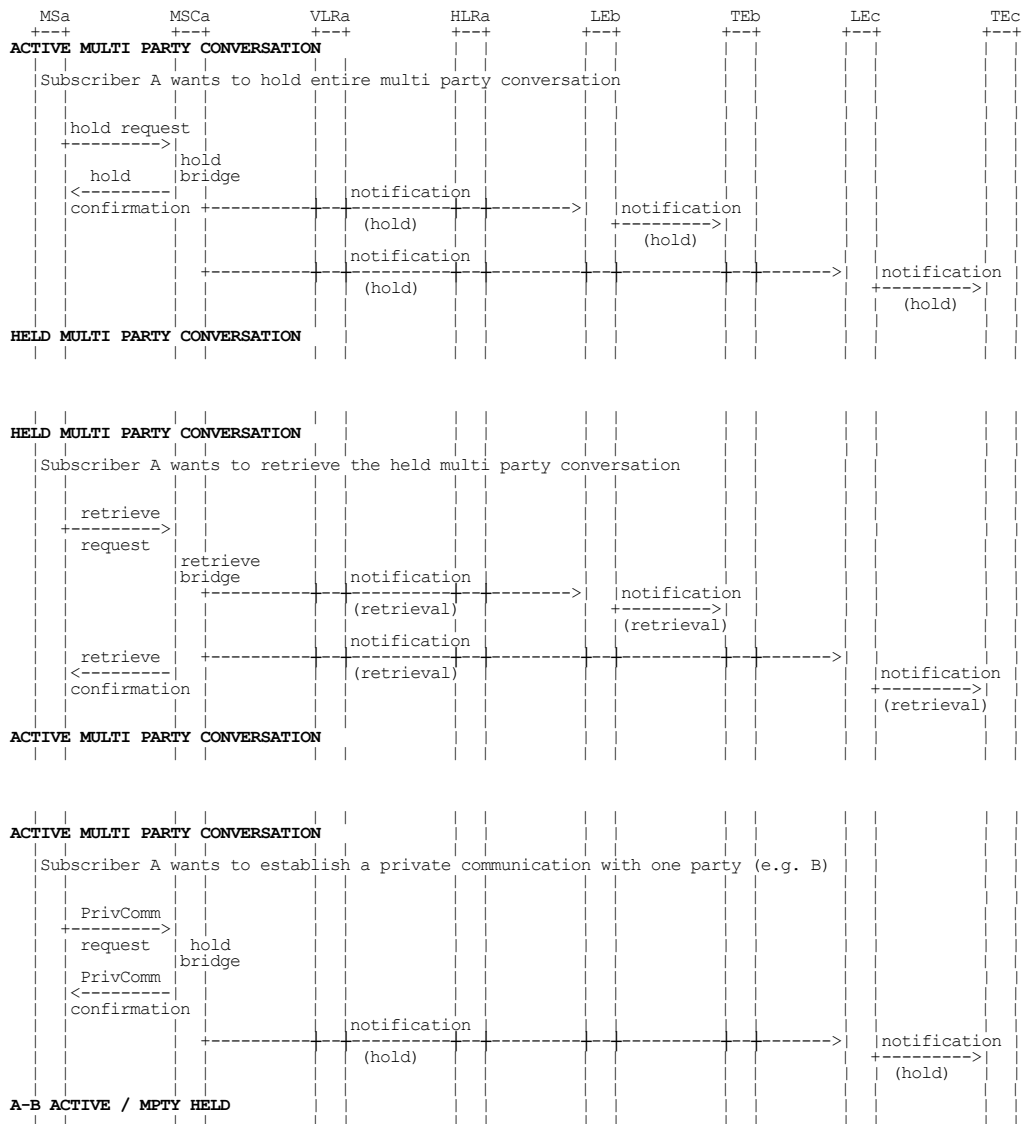 MSa MSCa VLRa HLRa LEb TEb LEc TEc
ACTIVE MULTI PARTY CONVERSATION
Subscriber A wants to hold entire multi party conversation
hold request
hold
hold bridge
notification
confirmation notification
(hold)
(hold)
notification
notification
(hold)
(hold)
HELD MULTI PARTY CONVERSATION
HELD MULTI PARTY CONVERSATION
Subscriber A wants to retrieve the held multi party conversation
retrieve
request
retrieve
bridge notification
notification
(retrieval)
(retrieval)
notification
retrieve
(retrieval) notification
confirmation
(retrieval)
ACTIVE MULTI PARTY CONVERSATION
ACTIVE MULTI PARTY CONVERSATION
Subscriber A wants to establish a private communication with one party (e.g. B)
PrivComm
request hold
bridge
PrivComm
confirmation
notification
notification
(hold)
(hold)
A-B ACTIVE / MPTY HELD